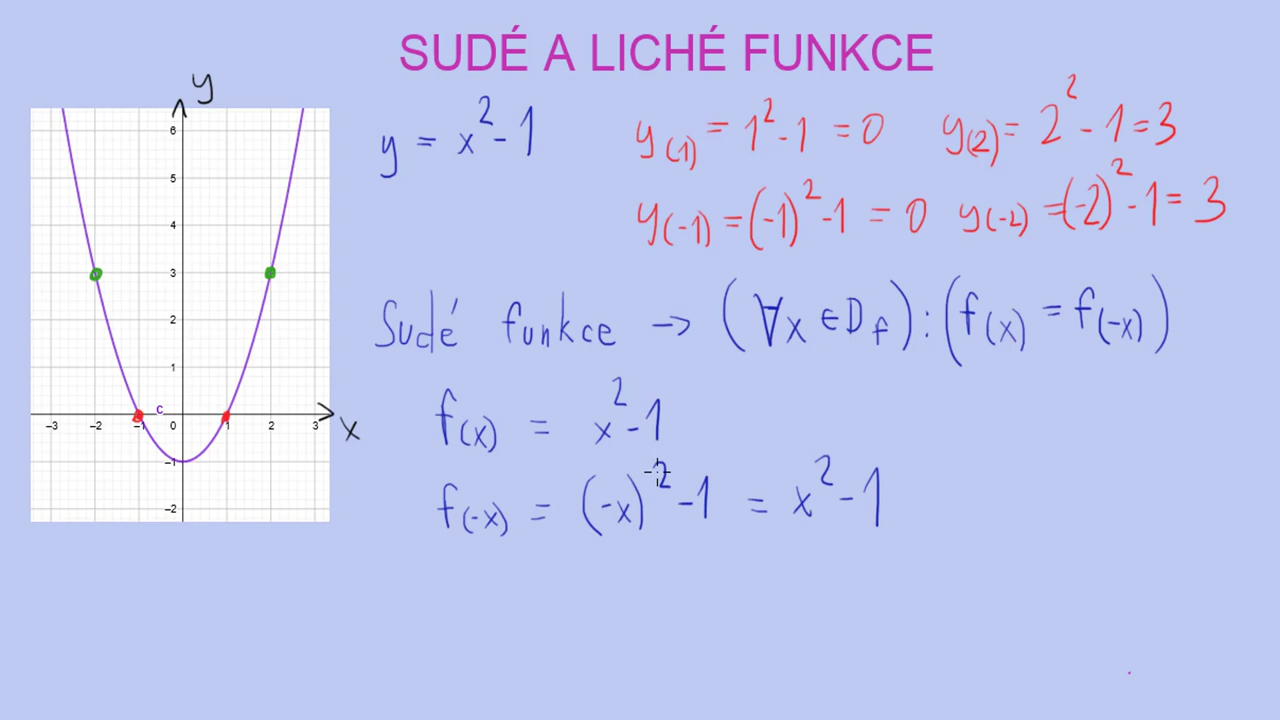 SUDÉ A LICHÉ FUNKCE
y
6
5
4
3
2
1
C
-3 -2 -1 0 1 2 3
x
-1
-2
y = x² - 1
y(1) = 1² - 1 = 0 y(2) = 2² - 1 = 3
y(-1) = (-1)² - 1 = 0 y(-2) = (-2)² - 1 = 3
Sudé funkce → (∀x ∈ D_f) : (f(x) = f(-x))
f(x) = x² - 1
f(-x) = (-x)² - 1 = x² - 1